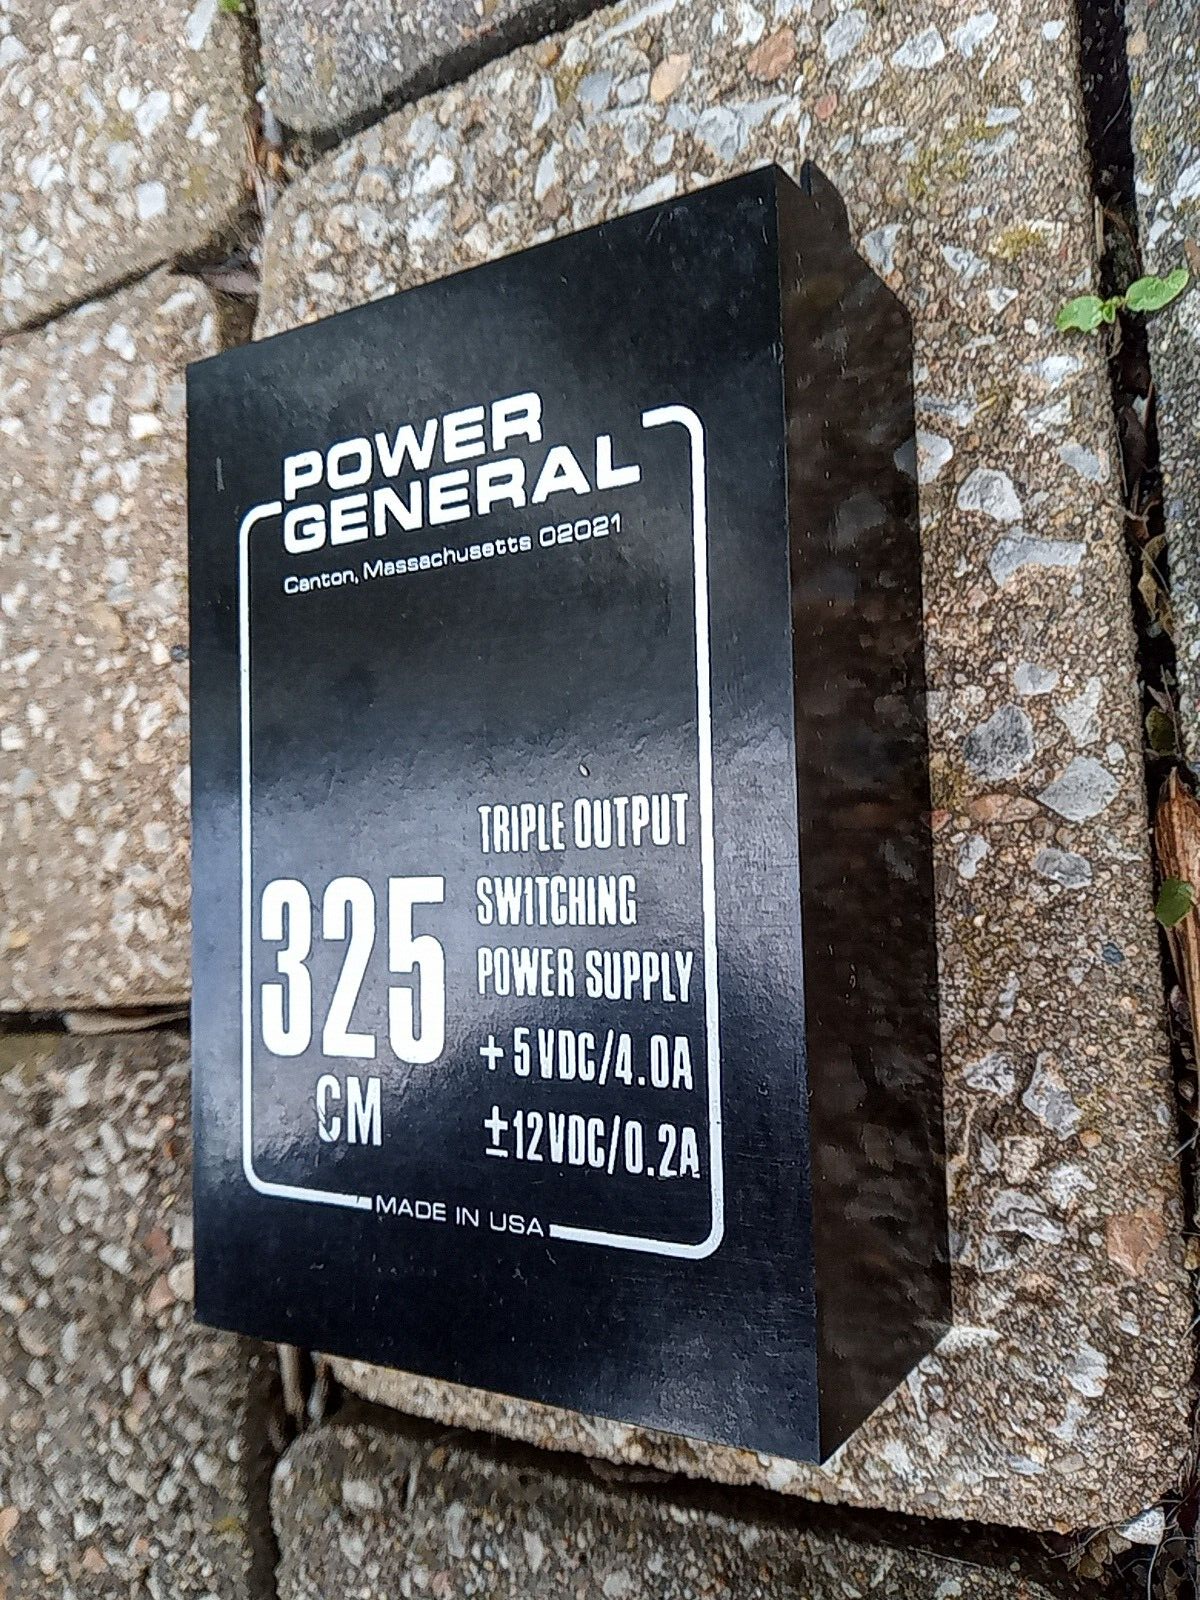 POWER
GENERAL
Canton, Massachusetts 02021
TRIPLE OUTPUT
SWITCHING
POWER SUPPLY
+5VDC/4.0A
±12VDC/0.2A
325
CM
MADE IN USA